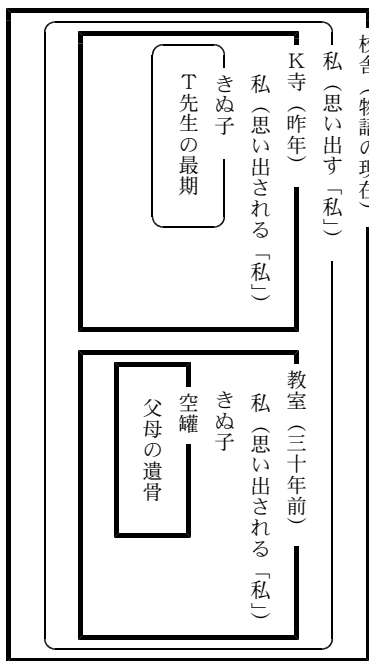 校舎（物語の現在）
私（思い出す「私」）
Ｋ寺（昨年）
私（思い出される「私」）
きぬ子
Ｔ先生の最期
教室（三十年前）
私（思い出される「私」）
きぬ子
空罐
父母の遺骨